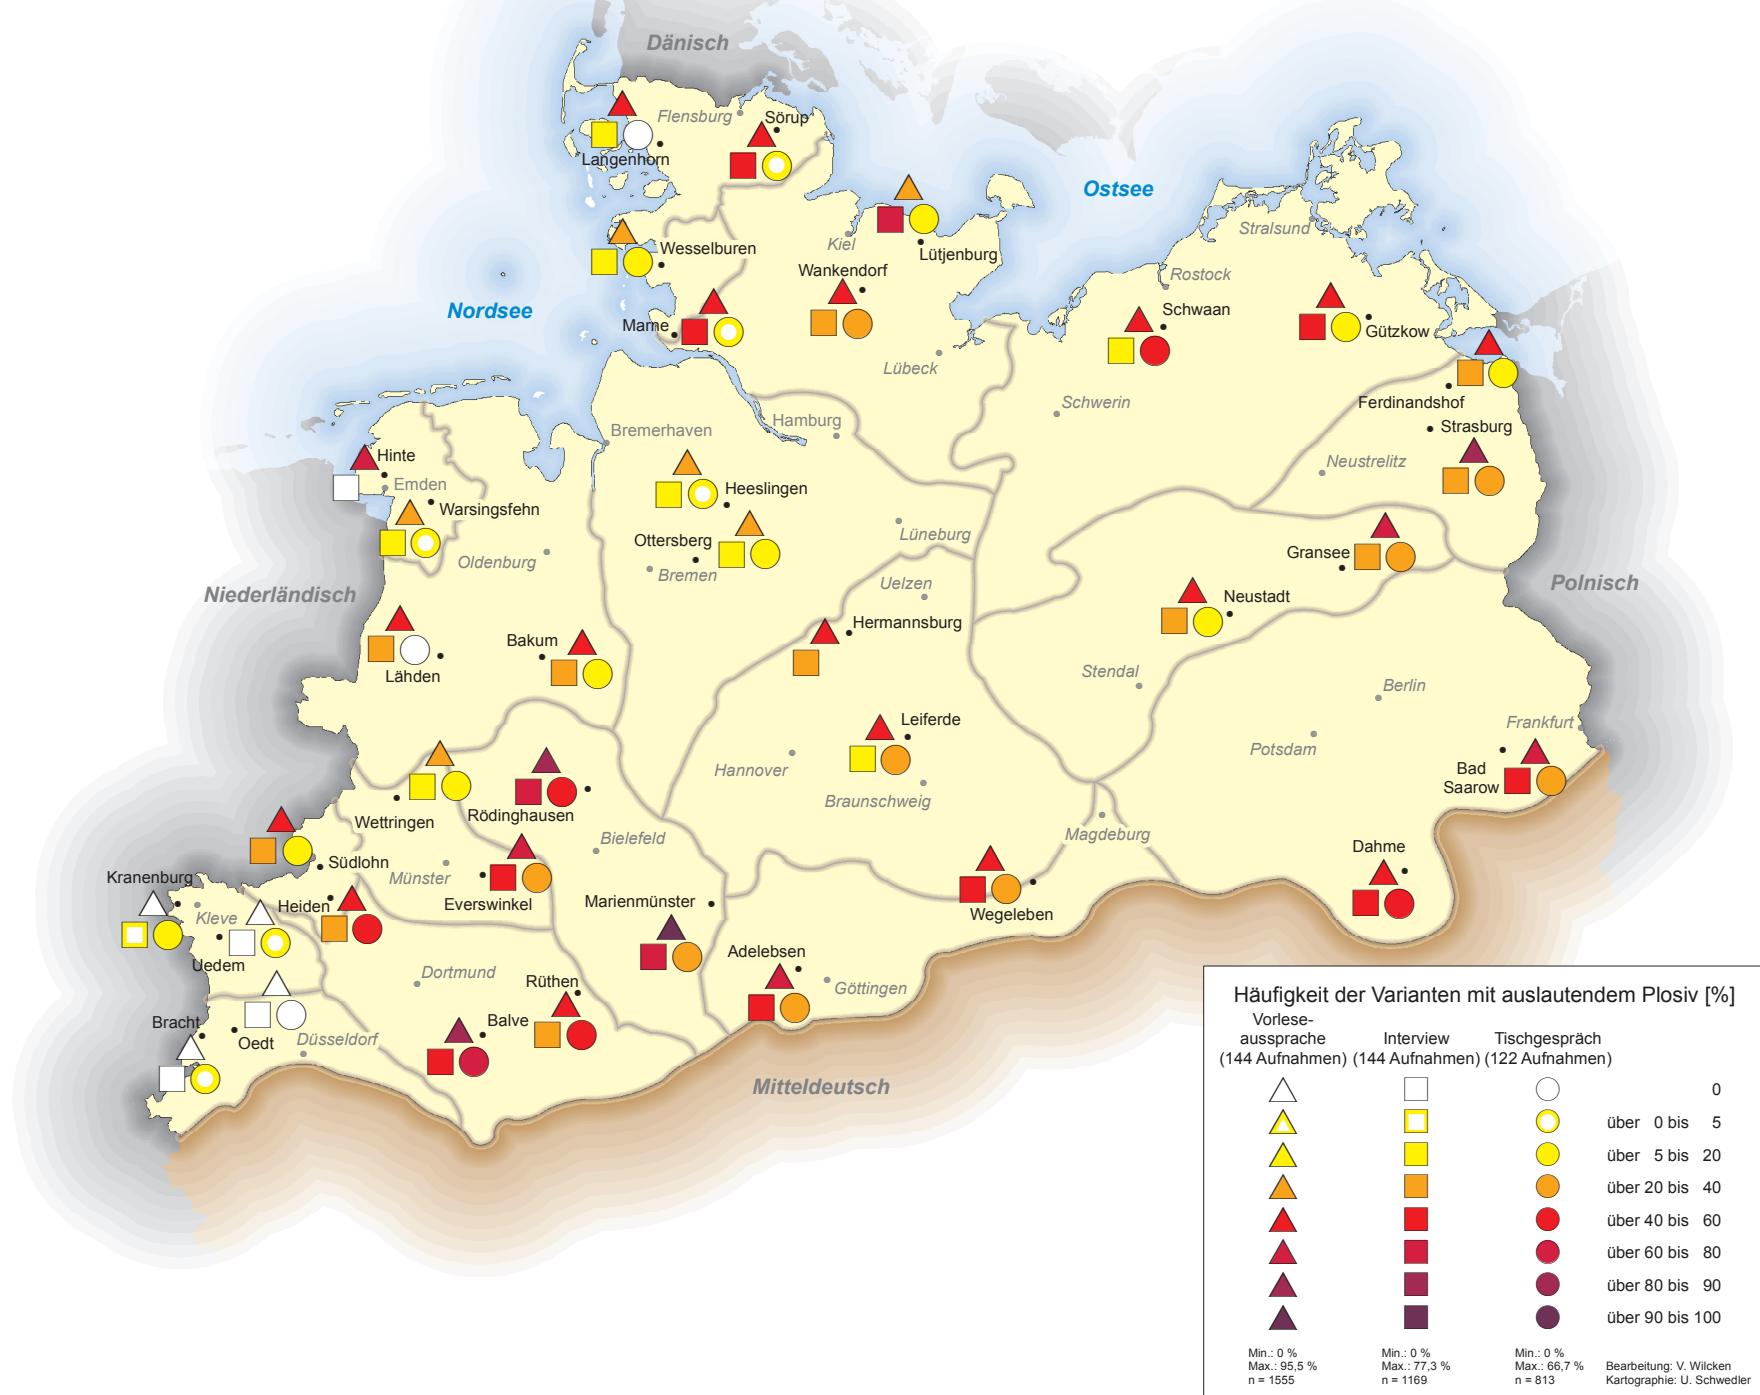 Dänisch
Flensburg
Sörup
Langenhorn
Ostsee
Stralsund
Kiel
Lütjenburg
Wesselburen
Wankendorf
Rostock
Nordsee
Schwaan
Marne
Gützkow
Lübeck
Ferdinandshof
Schwerin
Hamburg
Strasburg
Bremerhaven
Hinte
Neustrelitz
Emden
Heeslingen
Warsingsfehn
Lüneburg
Ottersberg
Gransee
Oldenburg
Bremen
Uelzen
Polnisch
Niederländisch
Neustadt
Hermannsburg
Bakum
Stendal
Lähden
Berlin
Leiferde
Frankfurt
Potsdam
Hannover
Bad
Saarow
Braunschweig
Rödinghausen
Wettringen
Magdeburg
Bielefeld
Dahme
Südlohn
Kranenburg
Münster
Everswinkel
Marienmünster
Heiden
Kleve
Wegeleben
Adelebsen
Uedem
Dortmund
Rüthen
Göttingen
Bracht
Balve
Oedt
Düsseldorf
Mitteldeutsch
Häufigkeit der Varianten mit auslautendem Plosiv [%]
Vorlese-
aussprache Interview Tischgespräch
(144 Aufnahmen) (144 Aufnahmen) (122 Aufnahmen)
0
über 0 bis 5
über 5 bis 20
über 20 bis 40
über 40 bis 60
über 60 bis 80
über 80 bis 90
über 90 bis 100
Min.: 0 % Min.: 0 % Min.: 0 %
Max.: 95,5 % Max.: 77,3 % Max.: 66,7 % Bearbeitung: V. Wilcken
n = 1555 n = 1169 n = 813 Kartographie: U. Schwedler